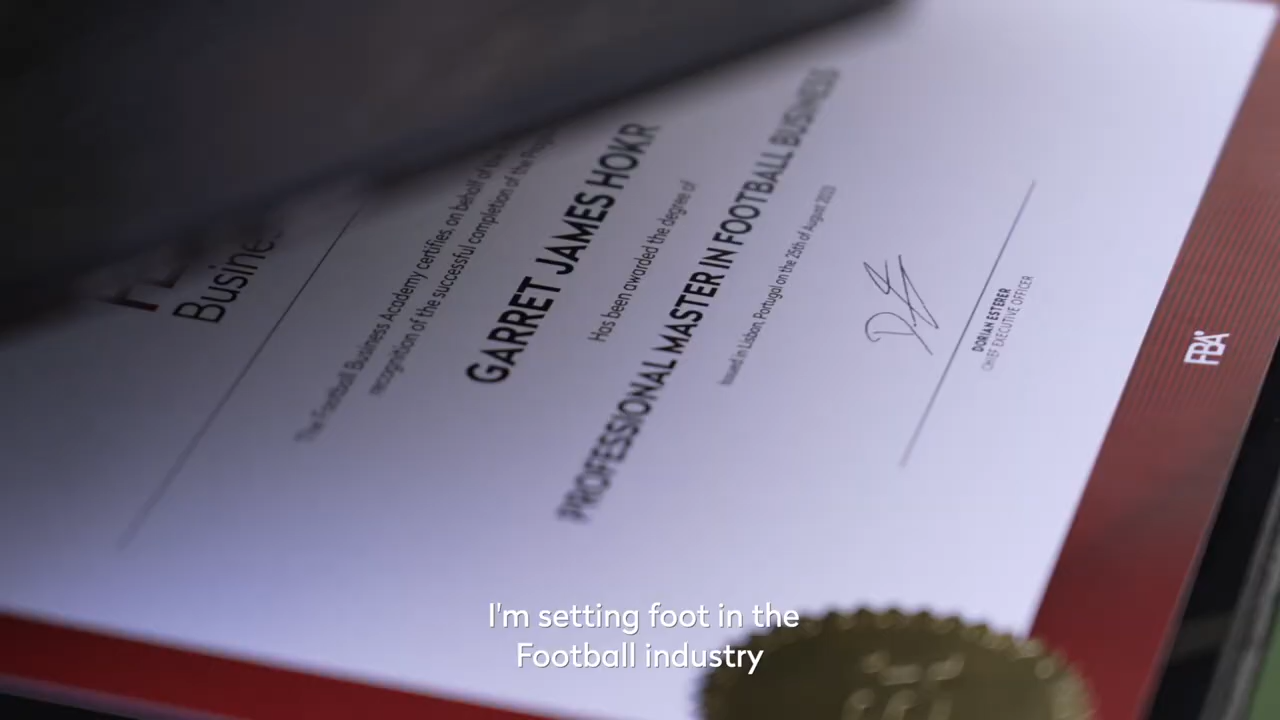 Business
The Football Business Academy certifies, on behalf of
recognition of the successful completion of the
GARRET JAMES HOKR
Has been awarded the degree of
PROFESSIONAL MASTER IN FOOTBALL BUSINESS
Issued in Lisbon, Portugal on the 25th of August 2023
DORIAN ESTERER
CHIEF EXECUTIVE OFFICER
FBA
I'm setting foot in the
Football industry